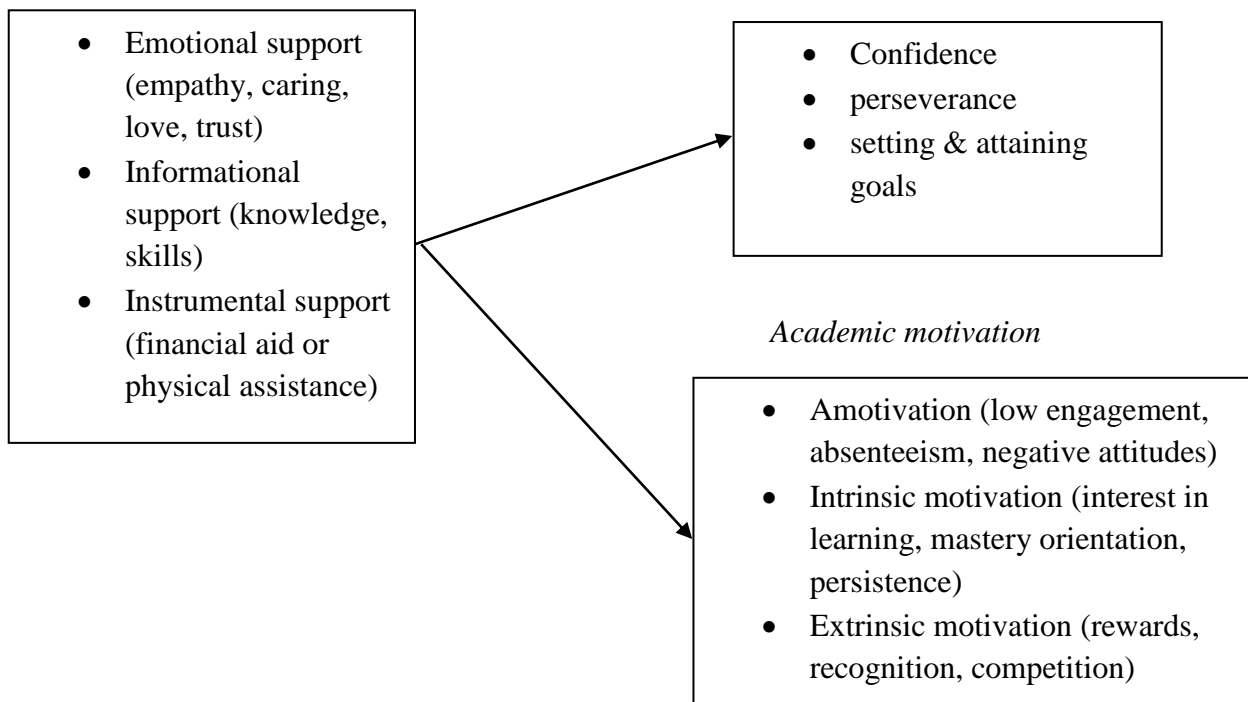 • Emotional support
(empathy, caring,
love, trust)
• Informational
support (knowledge,
skills)
• Instrumental support
(financial aid or
physical assistance)
• Confidence
• perseverance
• setting & attaining
goals
Academic motivation
• Amotivation (low engagement,
absenteeism, negative attitudes)
• Intrinsic motivation (interest in
learning, mastery orientation,
persistence)
• Extrinsic motivation (rewards,
recognition, competition)